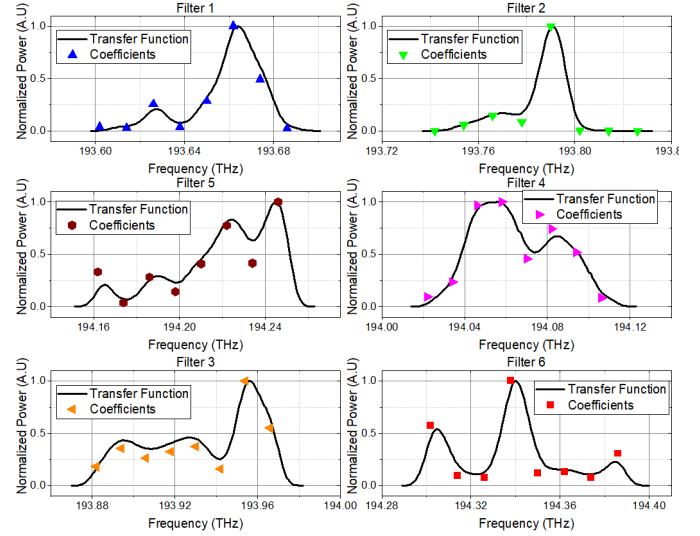 Filter 1
Normalized Power (A.U)
1.0
0.5
0.0
Transfer Function
Coefficients
193.60 193.64 193.68
Frequency (THz)
Filter 2
Normalized Power (A.U)
1.0
0.5
0.0
Transfer Function
Coefficients
193.72 193.76 193.80 193.8
Frequency (THz)
Filter 5
Normalized Power (A.U)
1.0
0.5
0.0
Transfer Function
Coefficients
194.16 194.20 194.24
Frequency (THz)
Filter 4
Normalized Power (A.U)
1.0
0.5
0.0
Transfer Function
Coefficients
194.00 194.04 194.08 194.12
Frequency (THz)
Filter 3
Normalized Power (A.U)
1.0
0.5
0.0
Transfer Function
Coefficients
193.88 193.92 193.96 194.00
Frequency (THz)
Filter 6
Normalized Power (A.U)
1.0
0.5
0.0
Transfer Function
Coefficients
194.28 194.32 194.36 194.40
Frequency (THz)